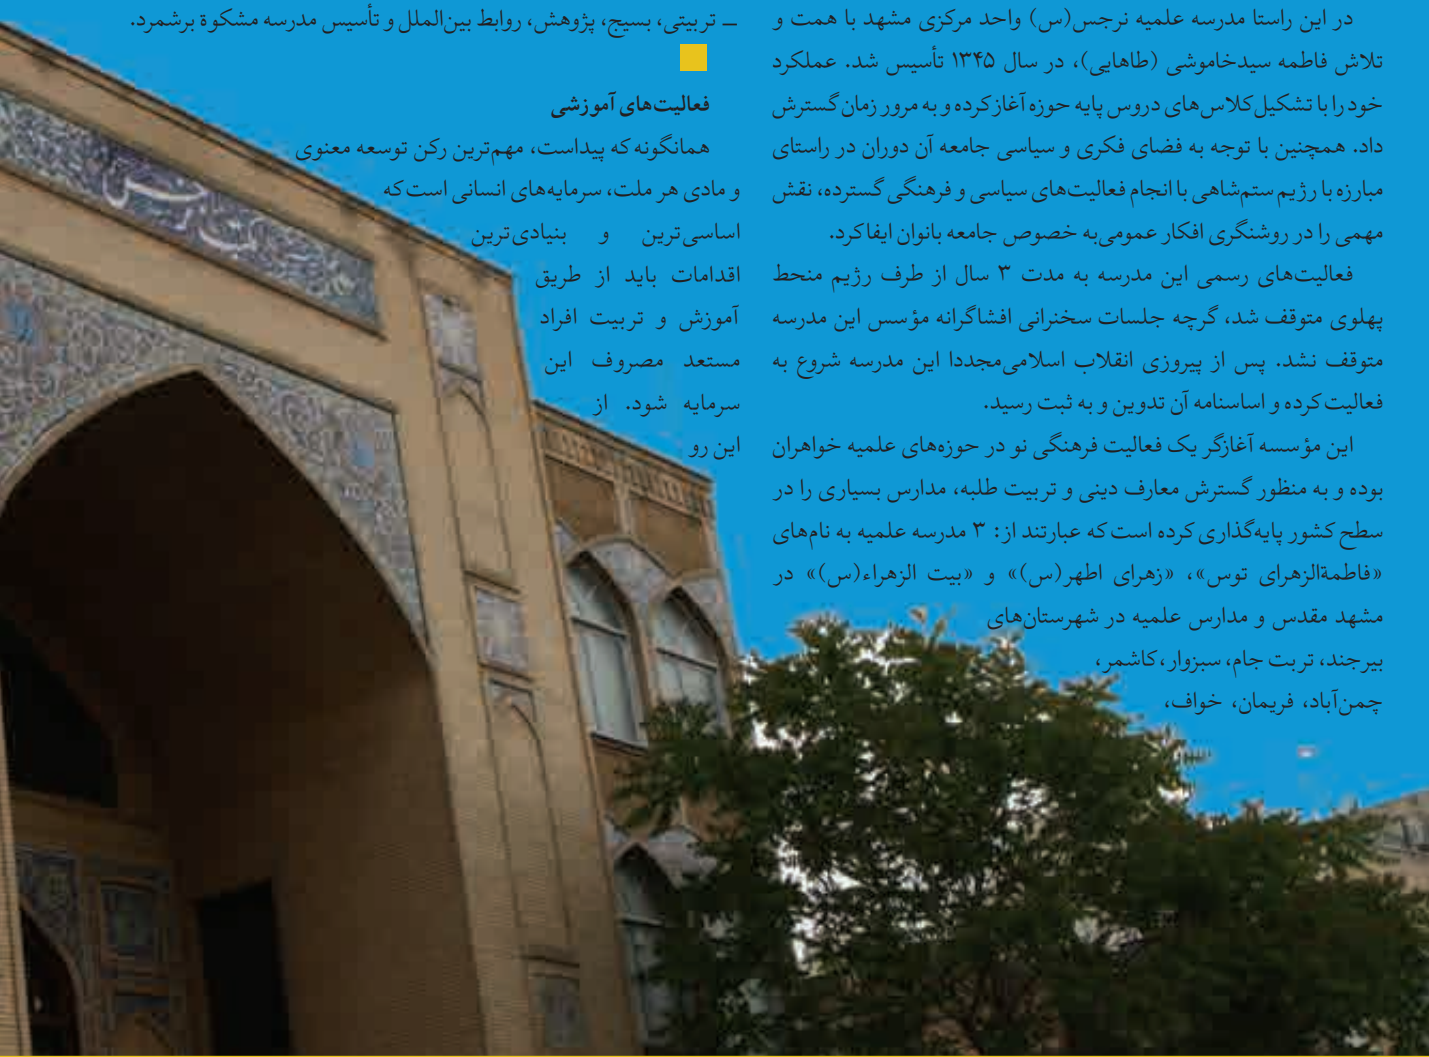 در این راستا مدرسه علمیه نرجس(س) واحد مرکزی مشهد با همت و
تلاش فاطمه سیدخاموشی (طاهایی)، در سال ۱۳۴۵ تأسیس شد. عملکرد
خود را با تشکیل کلاس‌های دروس پایه حوزه آغاز کرده و به مرور زمان گسترش
داد. همچنین با توجه به فضای فکری و سیاسی جامعه آن دوران در راستای
مبارزه با رژیم ستم‌شاهی با انجام فعالیت‌های سیاسی و فرهنگی گسترده، نقش
مهمی را در روشنگری افکار عمومی‌به خصوص جامعه بانوان ایفا کرد.
فعالیت‌های رسمی این مدرسه به مدت ۳ سال از طرف رژیم منحط
پهلوی متوقف شد، گرچه جلسات سخنرانی افشاگرانه مؤسس این مدرسه
متوقف نشد. پس از پیروزی انقلاب اسلامی‌مجددا این مدرسه شروع به
فعالیت کرده و اساسنامه آن تدوین و به ثبت رسید.
این مؤسسه آغازگر یک فعالیت فرهنگی نو در حوزه‌های علمیه خواهران
بوده و به منظور گسترش معارف دینی و تربیت طلبه، مدارس بسیاری را در
سطح کشور پایه‌گذاری کرده است که عبارتند از: ۳ مدرسه علمیه به نام‌های
«فاطمةالزهرای توس»، «زهرای اطهر(س)» و «بیت الزهراء(س)» در
مشهد مقدس و مدارس علمیه در شهرستان‌های
بیرجند، تربت جام، سبزوار، کاشمر،
چمن‌آباد، فریمان، خواف،
ـ تربیتی، بسیج، پژوهش، روابط بین‌الملل و تأسیس مدرسه مشکوة برشمرد.
فعالیت‌های آموزشی
همانگونه که پیداست، مهم‌ترین رکن توسعه معنوی
و مادی هر ملت، سرمایه‌های انسانی است که
اساسی‌ترین و بنیادی‌ترین
اقدامات باید از طریق
آموزش و تربیت افراد
مستعد مصروف این
سرمایه شود. از
این رو